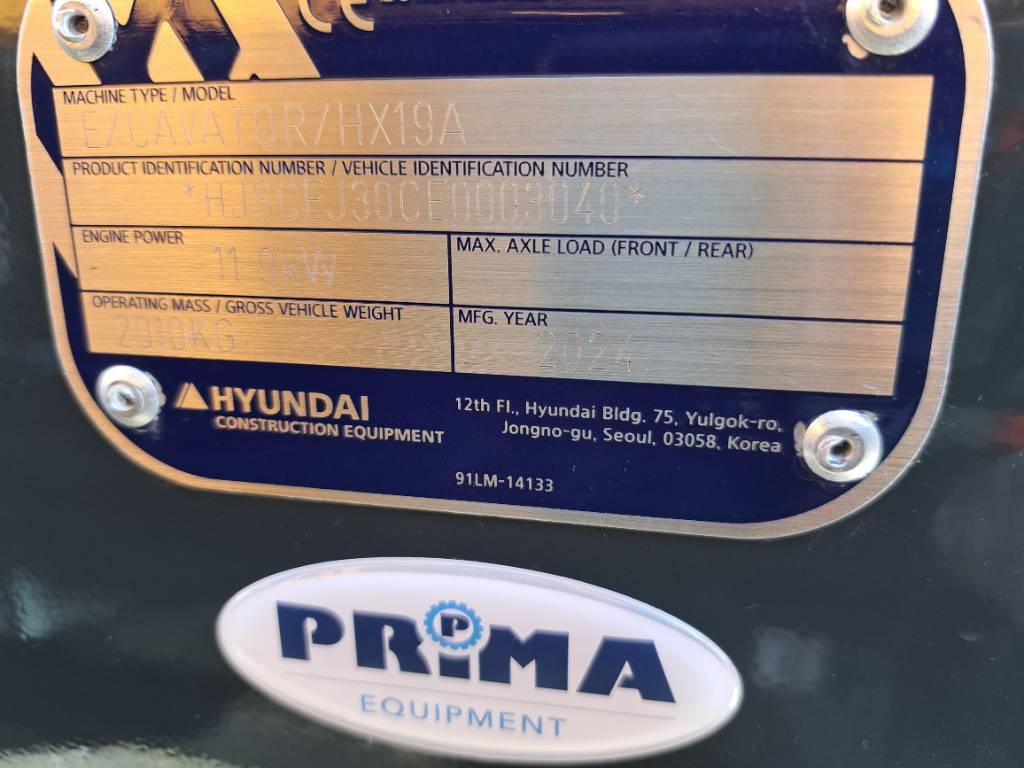 CE
MACHINE TYPE / MODEL
EXCAVATOR/HX19A
PRODUCT IDENTIFICATION NUMBER / VEHICLE IDENTIFICATION NUMBER
*HJSCEJ30CE0003040*
ENGINE POWER
11.9kW
MAX. AXLE LOAD (FRONT / REAR)
OPERATING MASS / GROSS VEHICLE WEIGHT
2010KG
MFG. YEAR
2024
HYUNDAI
CONSTRUCTION EQUIPMENT
12th Fl., Hyundai Bldg. 75, Yulgok-ro,
Jongno-gu, Seoul, 03058, Korea
91LM-14133
PRiMA
EQUIPMENT